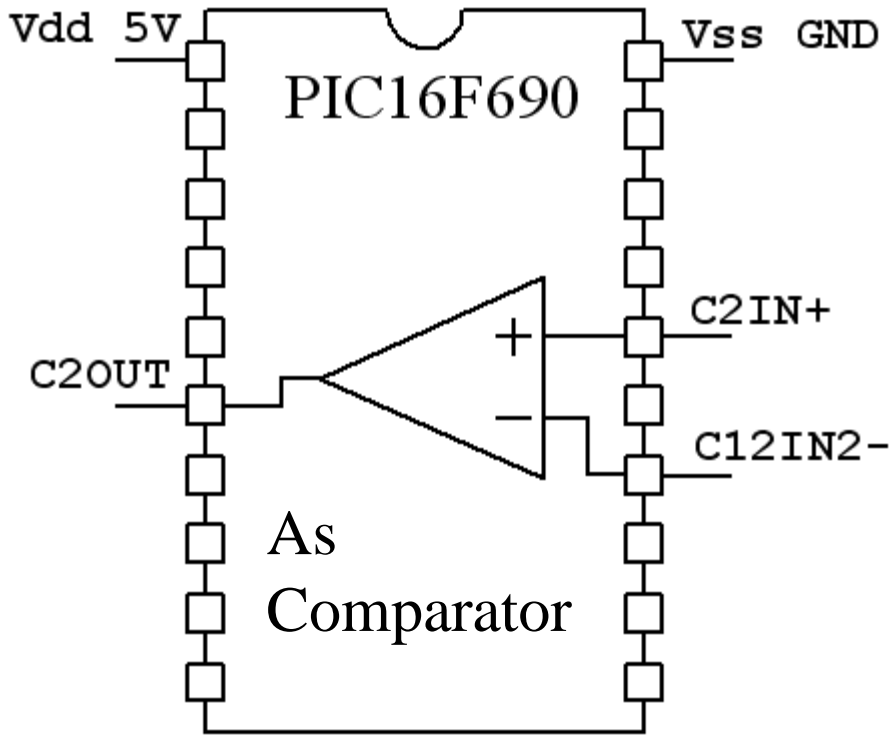 Vdd 5V
Vss GND
PIC16F690
C2IN+
C2OUT
+
−
C12IN2-
As
Comparator